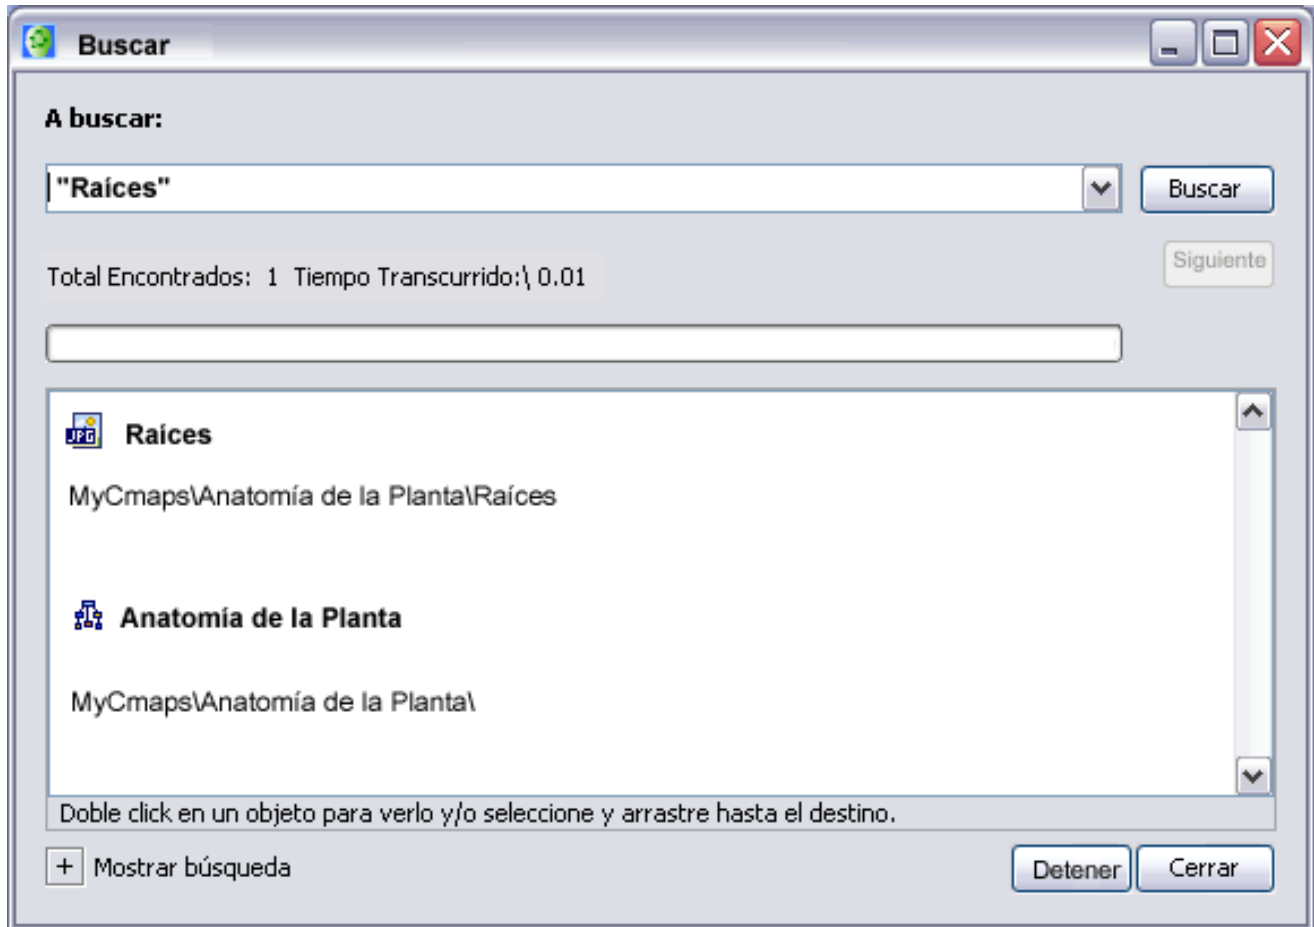 Buscar
A buscar:
"Raíces"
Buscar
Total Encontrados: 1 Tiempo Transcurrido:\ 0.01
Siguiente
JPG Raíces
MyCmaps\Anatomía de la Planta\Raíces
Anatomía de la Planta
MyCmaps\Anatomía de la Planta\
Doble click en un objeto para verlo y/o seleccione y arrastre hasta el destino.
+ Mostrar búsqueda
Detener
Cerrar